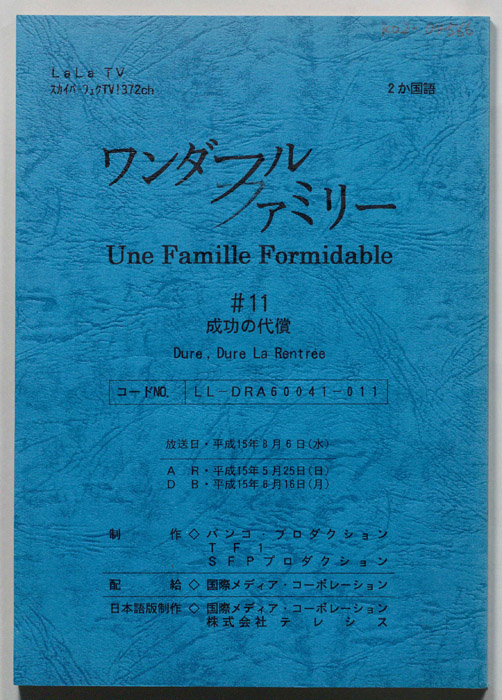 LaLa TV
スカイパーフェクTV!372ch
2か国語
ワンダフル
ファミリー
Une Famille Formidable
#11
成功の代償
Dure, Dure La Rentrée
コードNO. LL-DRA60041-011
放送日・平成15年8月6日(水)
A R・平成15年5月25日(日)
D B・平成15年6月16日(月)
制 作◇バンコ・プロダクション
TF1
SFPプロダクション
配 給◇国際メディア・コーポレーション
日本語版制作◇国際メディア・コーポレーション
株式会社テレシス